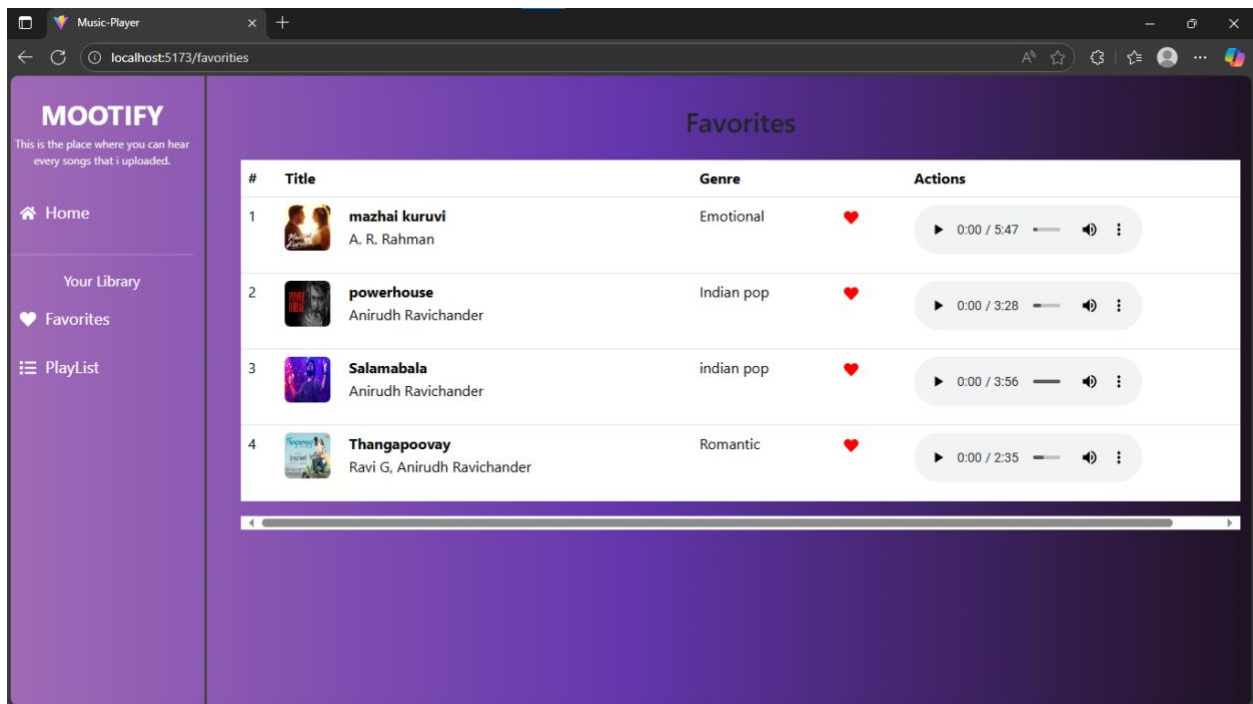 Music-Player
localhost:5173/favorities
MOOTIFY
This is the place where you can hear
every songs that i uploaded.
Home
Your Library
Favorites
PlayList
Favorites
# Title Genre Actions
1 mazhai kuruvi Emotional 0:00 / 5:47
A. R. Rahman
2 powerhouse Indian pop 0:00 / 3:28
Anirudh Ravichander
3 Salamabala indian pop 0:00 / 3:56
Anirudh Ravichander
4 Thangapoovay Romantic 0:00 / 2:35
Ravi G, Anirudh Ravichander